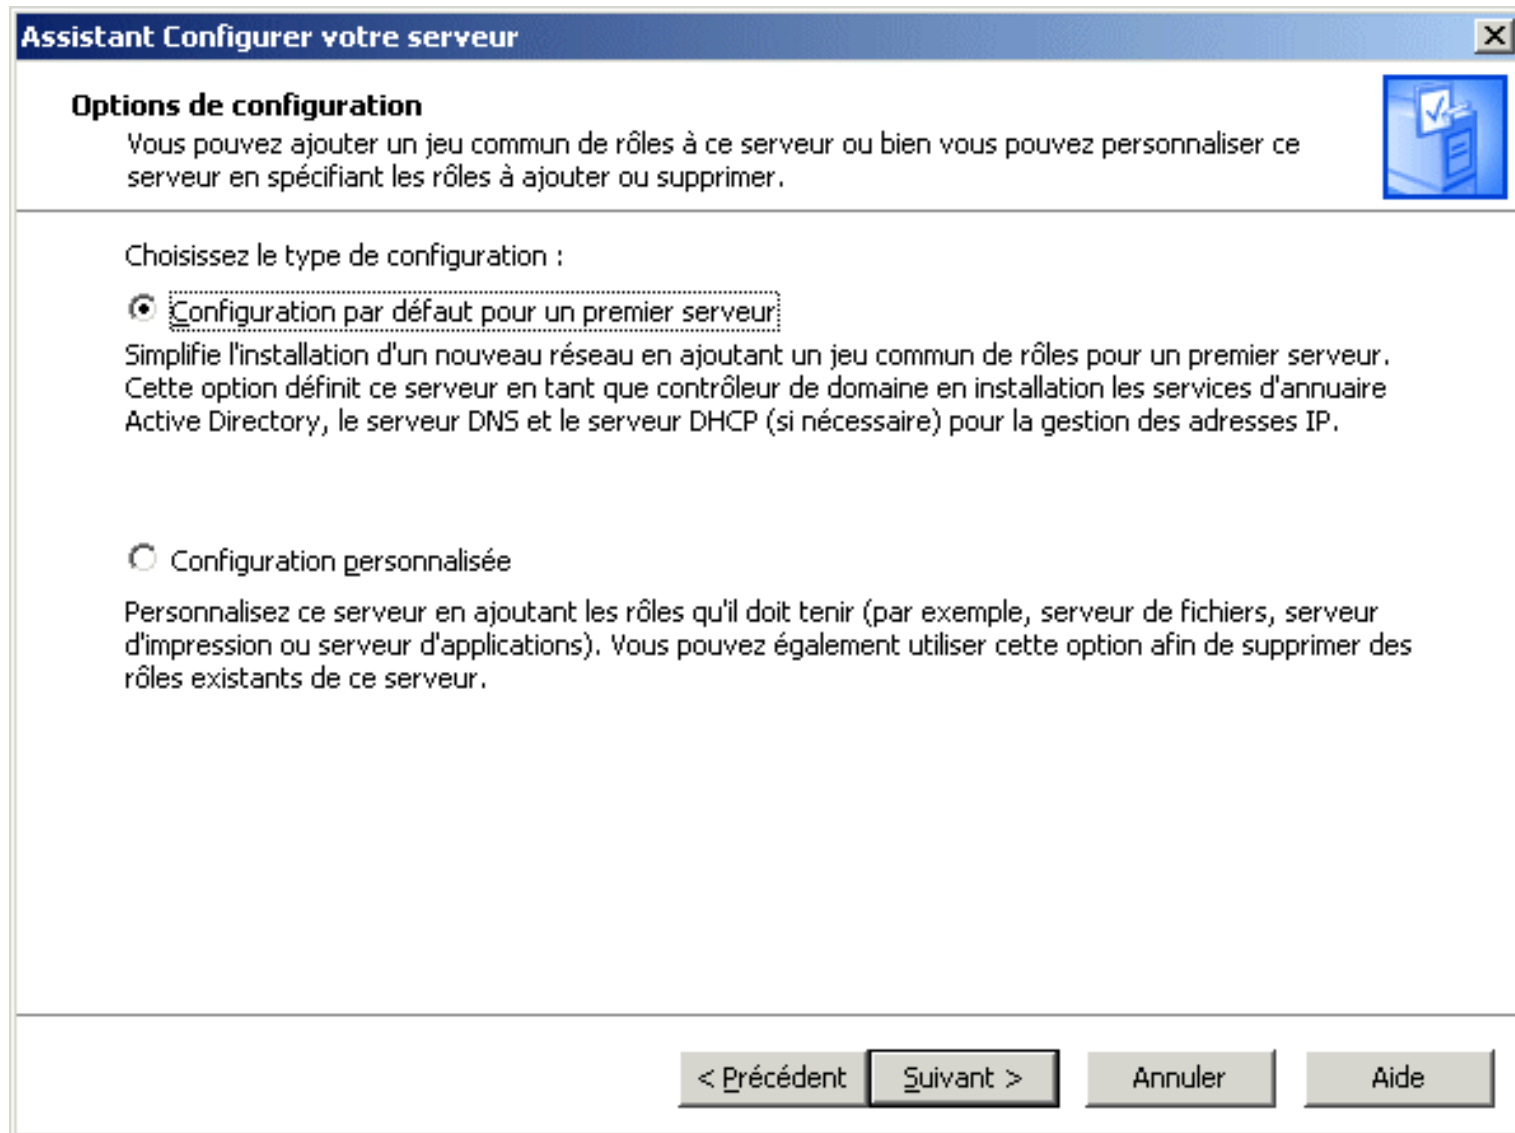 Assistant Configurer votre serveur
Options de configuration
Vous pouvez ajouter un jeu commun de rôles à ce serveur ou bien vous pouvez personnaliser ce
serveur en spécifiant les rôles à ajouter ou supprimer.
Choisissez le type de configuration :
Configuration par défaut pour un premier serveur
Simplifie l'installation d'un nouveau réseau en ajoutant un jeu commun de rôles pour un premier serveur.
Cette option définit ce serveur en tant que contrôleur de domaine en installation les services d'annuaire
Active Directory, le serveur DNS et le serveur DHCP (si nécessaire) pour la gestion des adresses IP.
Configuration personnalisée
Personnalisez ce serveur en ajoutant les rôles qu'il doit tenir (par exemple, serveur de fichiers, serveur
d'impression ou serveur d'applications). Vous pouvez également utiliser cette option afin de supprimer des
rôles existants de ce serveur.
< Précédent Suivant > Annuler Aide